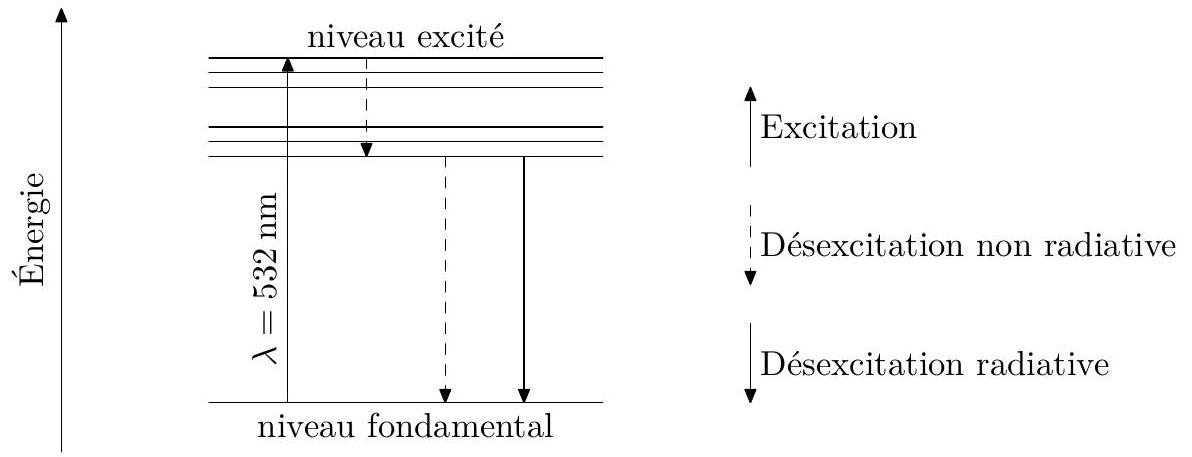 niveau excité
Énergie
λ = 532 nm
niveau fondamental
Excitation
Désexcitation non radiative
Désexcitation radiative